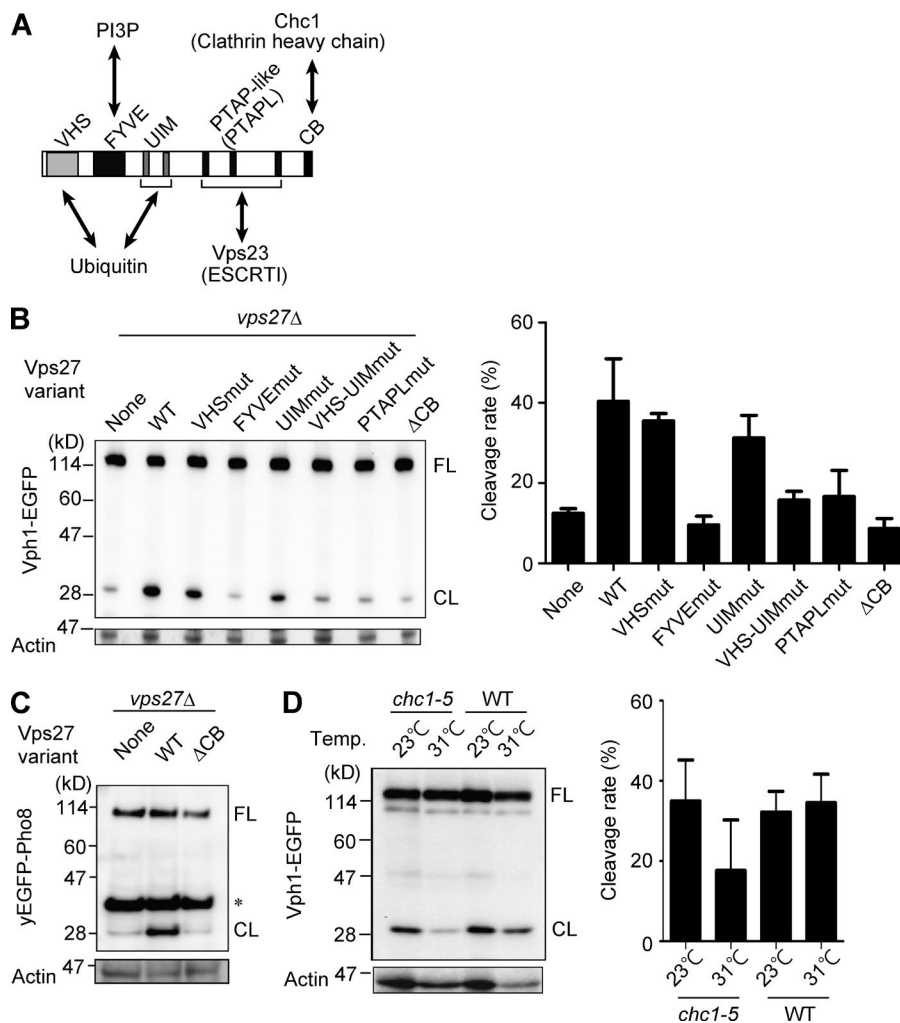 A
PI3P
Chc1
(Clathrin heavy chain)
VHS
FYVE
UIM
PTAP-like
(PTAPL)
CB
Ubiquitin
Vps23
(ESCRTI)
B
vps27Δ
Vps27
variant
None
WT
VHSmut
FYVEmut
UIMmut
VHS-UIMmut
PTAPLmut
ΔCB
(kD)
114
60
47
28
47
Vph1-EGFP
FL
CL
Actin
60
40
20
0
Cleavage rate (%)
None
WT
VHSmut
FYVEmut
UIMmut
VHS-UIMmut
PTAPLmut
ΔCB
C
vps27Δ
Vps27
variant
None
WT
ΔCB
(kD)
114
60
47
28
47
yEGFP-Pho8
FL
*
CL
Actin
D
chc1-5
WT
Temp.
23°C
31°C
23°C
31°C
(kD)
114
60
47
28
47
Vph1-EGFP
FL
CL
Actin
60
40
20
0
Cleavage rate (%)
23°C
31°C
23°C
31°C
chc1-5
WT